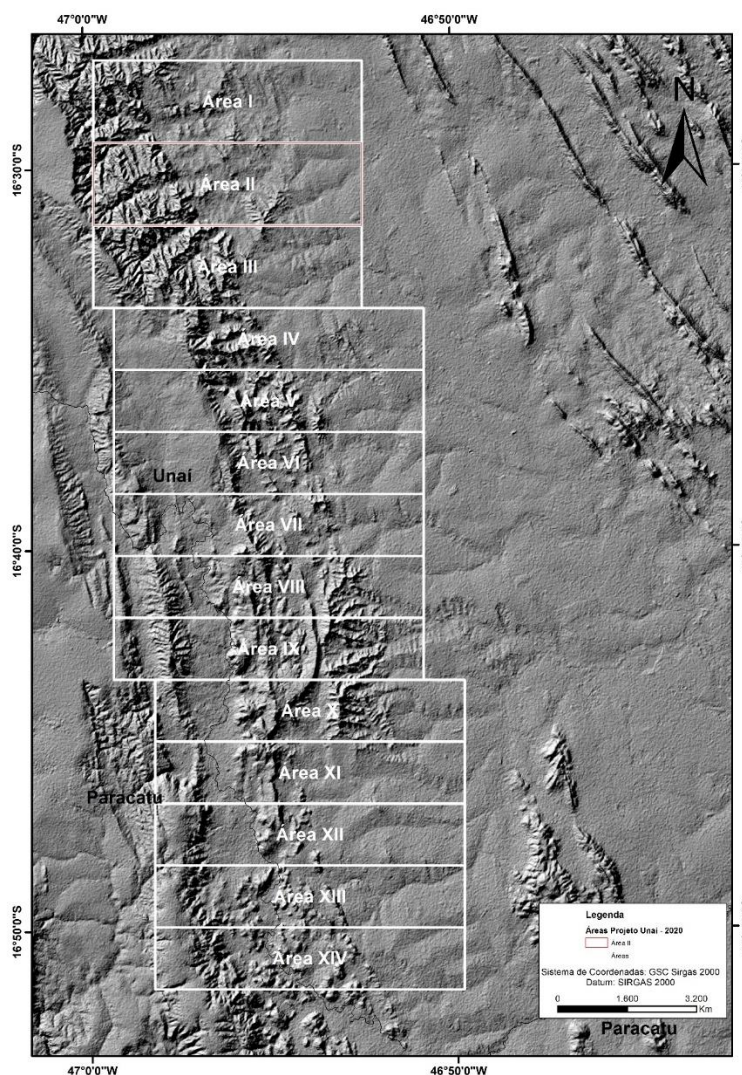 47°0'0"W
46°50'0"W
N
Área I
16°30'0"S
Área II
Área III
Área IV
Área V
Área VI
Unaí
Área VII
16°40'0"S
Área VIII
Área IX
Área X
Área XI
Paracatu
Área XII
Área XIII
16°50'0"S
Área XIV
Legenda
Áreas Projeto Unaí - 2020
Área II
Áreas
Sistema de Coordenadas: GSC Sirgas 2000
Datum: SIRGAS 2000
0 1.600 3.200
Km
Paracatu
47°0'0"W
46°50'0"W